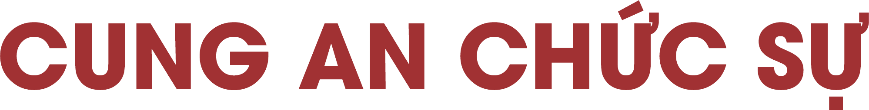 CUNG AN CHỨC SỰ